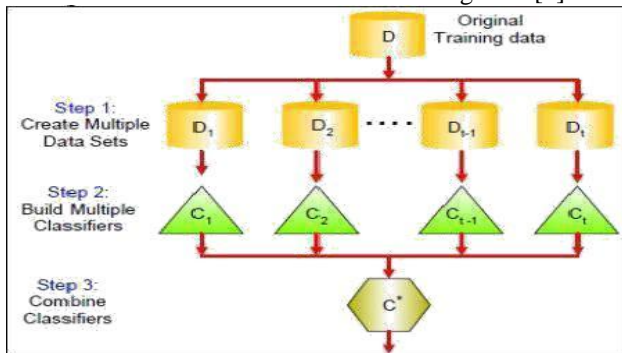 Original
Training data
D
Step 1:
Create Multiple
Data Sets
D1
D2
....
Dt-1
Dt
Step 2:
Build Multiple
Classifiers
C1
C2
Ct-1
Ct
Step 3:
Combine
Classifiers
C*